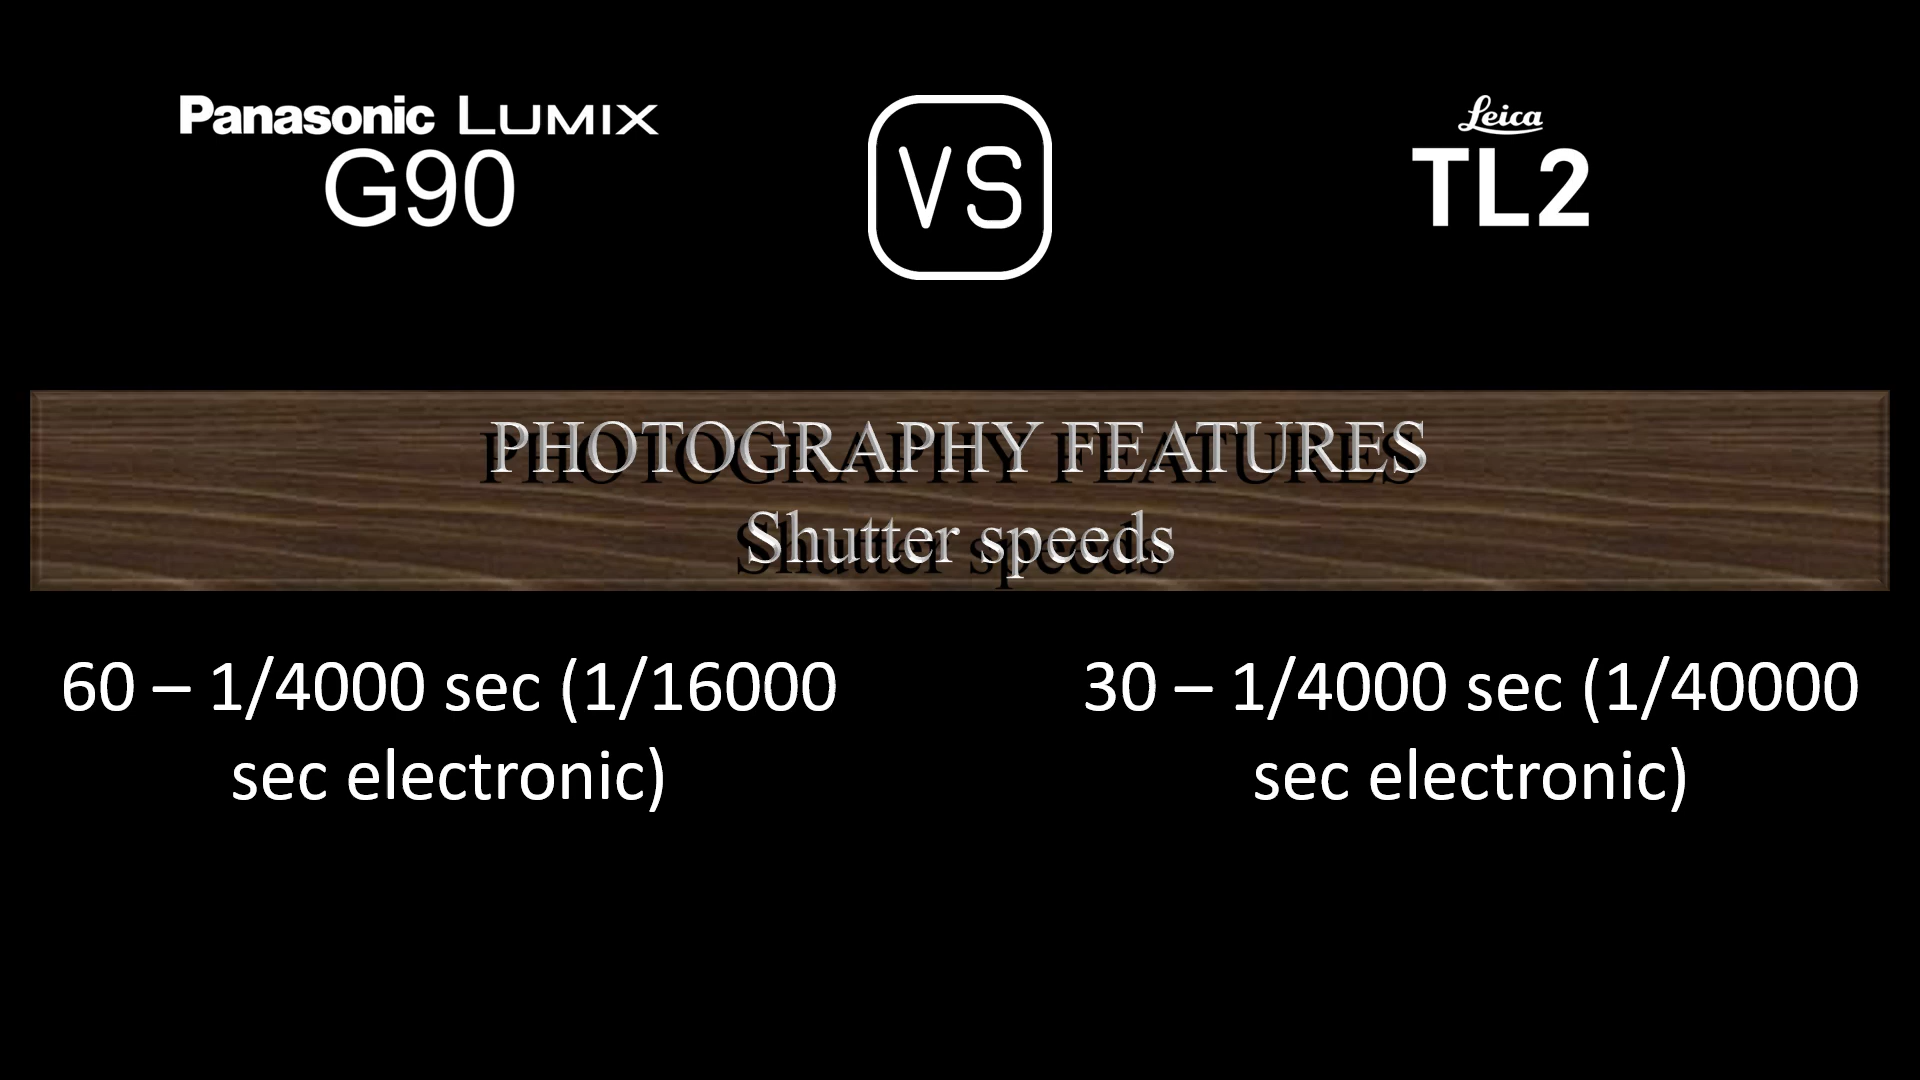 Panasonic LUMIX
G90
VS
Leica
TL2
PHOTOGRAPHY FEATURES
Shutter speeds
60 – 1/4000 sec (1/16000
sec electronic)
30 – 1/4000 sec (1/40000
sec electronic)